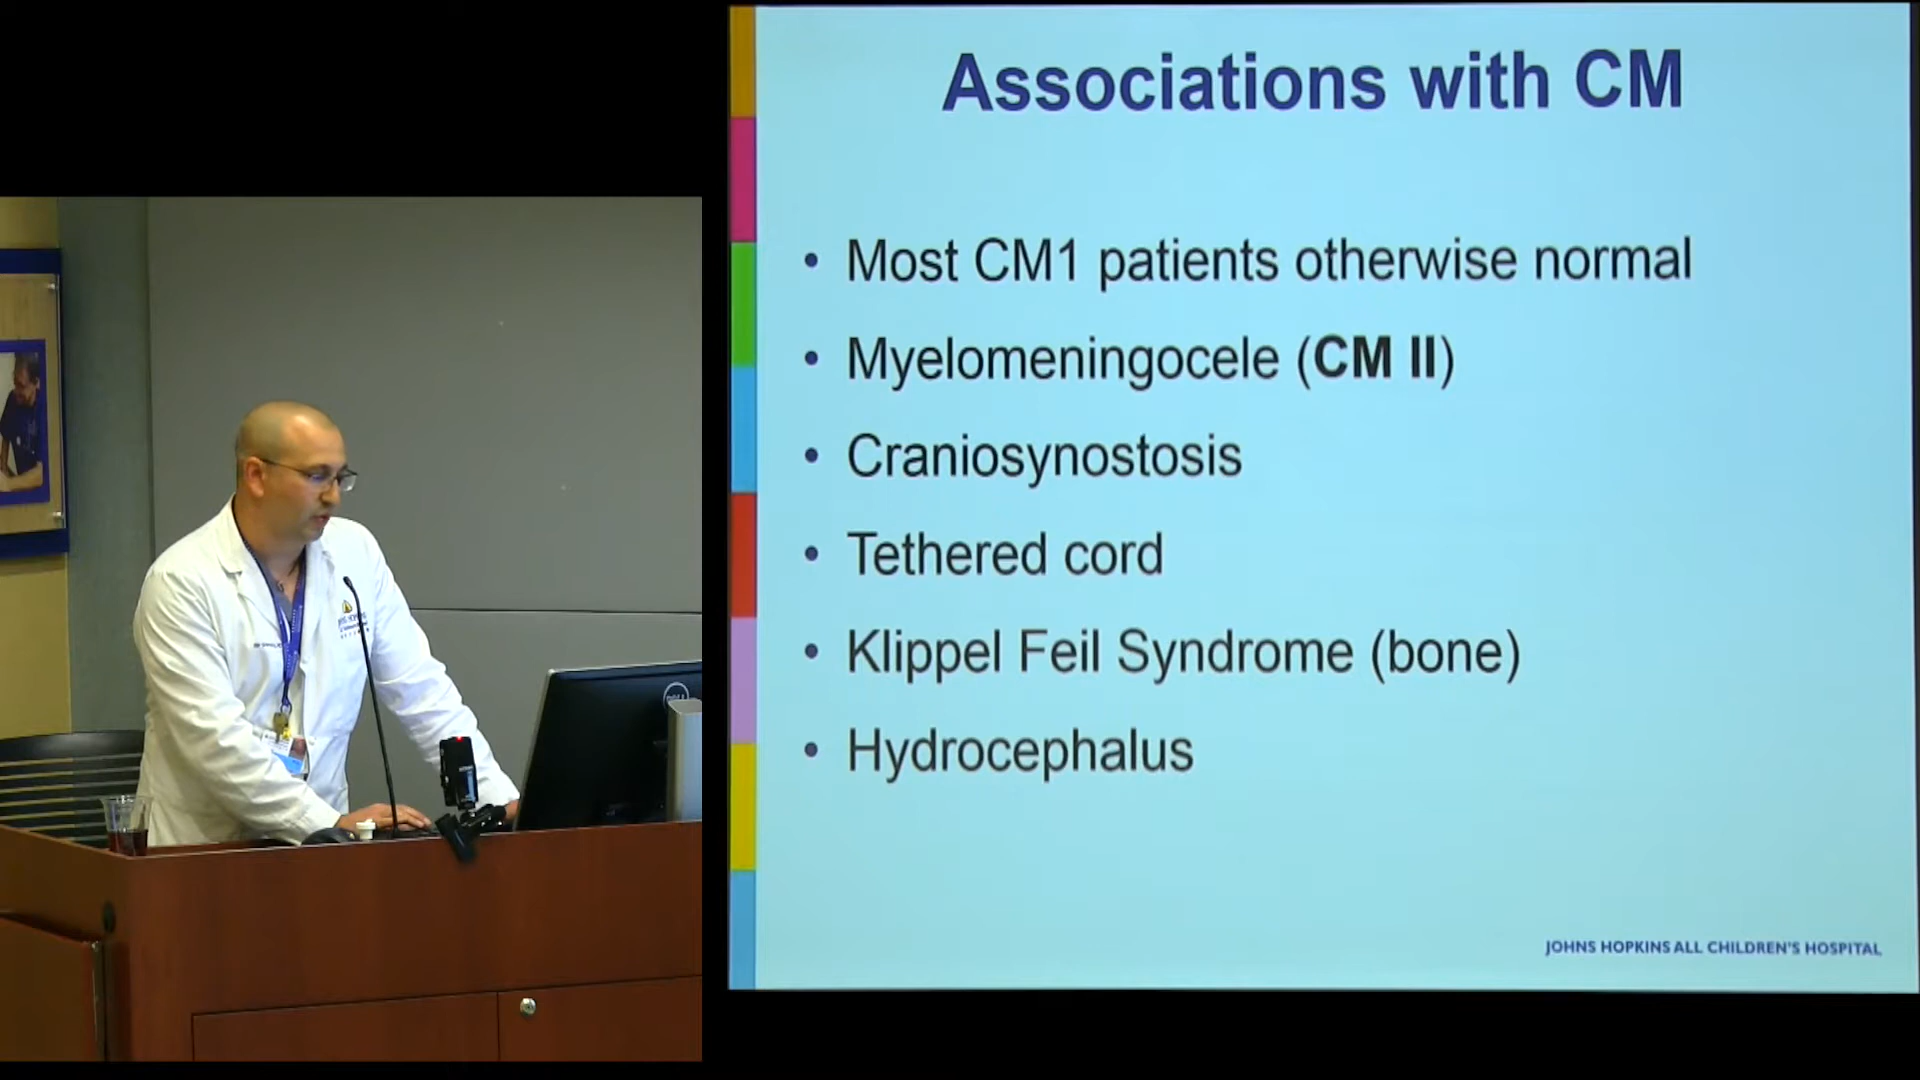 Associations with CM
• Most CM1 patients otherwise normal
• Myelomeningocele (CM II)
• Craniosynostosis
• Tethered cord
• Klippel Feil Syndrome (bone)
• Hydrocephalus
JOHNS HOPKINS ALL CHILDREN'S HOSPITAL
DELL